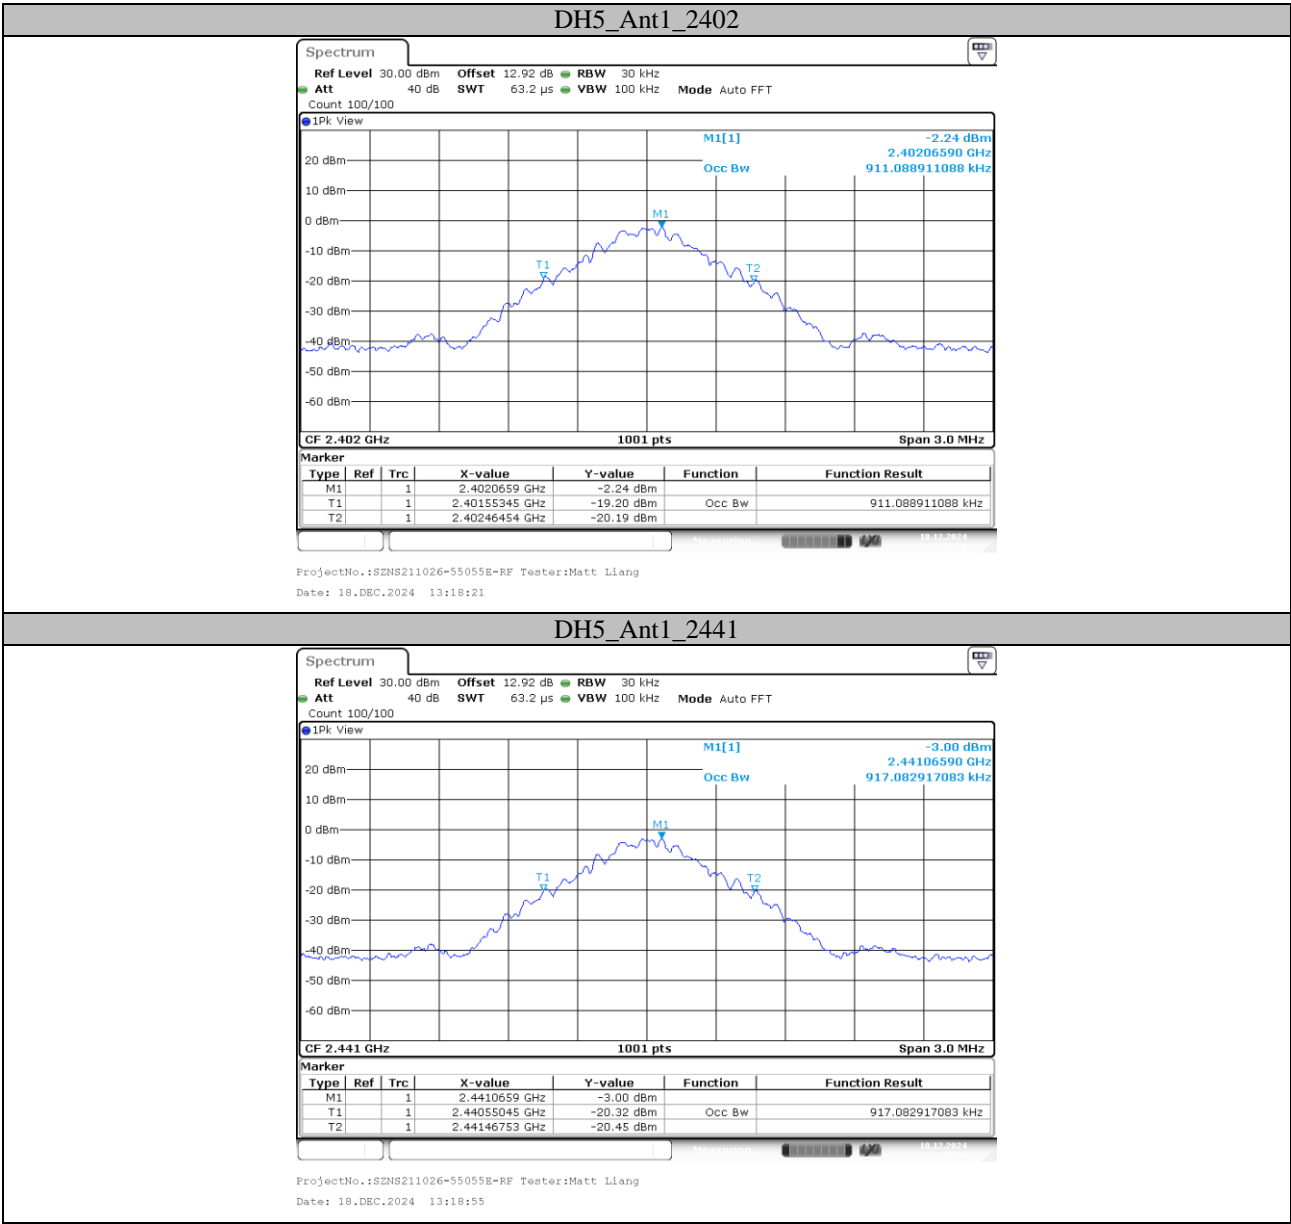 DH5_Ant1_2402
Spectrum
Ref Level 30.00 dBm Offset 12.92 dB RBW 30 kHz
Att 40 dB SWT 63.2 µs VBW 100 kHz Mode Auto FFT
Count 100/100
1Pk View
M1[1] -2.24 dBm
2.40206590 GHz
Occ Bw 911.088911088 kHz
20 dBm
10 dBm
0 dBm
M1
-10 dBm
T1
T2
-20 dBm
-30 dBm
-40 dBm
-50 dBm
-60 dBm
CF 2.402 GHz 1001 pts Span 3.0 MHz
Marker
Type Ref Trc X-value Y-value Function Function Result
M1 1 2.4020659 GHz -2.24 dBm
T1 1 2.40155345 GHz -19.20 dBm Occ Bw 911.088911088 kHz
T2 1 2.40246454 GHz -20.19 dBm
Measuring 18.12.2024
ProjectNo.:SZNS211026-55055E-RF Tester:Matt Liang
Date: 18.DEC.2024 13:18:21
DH5_Ant1_2441
Spectrum
Ref Level 30.00 dBm Offset 12.92 dB RBW 30 kHz
Att 40 dB SWT 63.2 µs VBW 100 kHz Mode Auto FFT
Count 100/100
1Pk View
M1[1] -3.00 dBm
2.44106590 GHz
Occ Bw 917.082917083 kHz
20 dBm
10 dBm
0 dBm
M1
-10 dBm
T1
T2
-20 dBm
-30 dBm
-40 dBm
-50 dBm
-60 dBm
CF 2.441 GHz 1001 pts Span 3.0 MHz
Marker
Type Ref Trc X-value Y-value Function Function Result
M1 1 2.4410659 GHz -3.00 dBm
T1 1 2.44055045 GHz -20.32 dBm Occ Bw 917.082917083 kHz
T2 1 2.44146753 GHz -20.45 dBm
Measuring 18.12.2024
ProjectNo.:SZNS211026-55055E-RF Tester:Matt Liang
Date: 18.DEC.2024 13:18:55